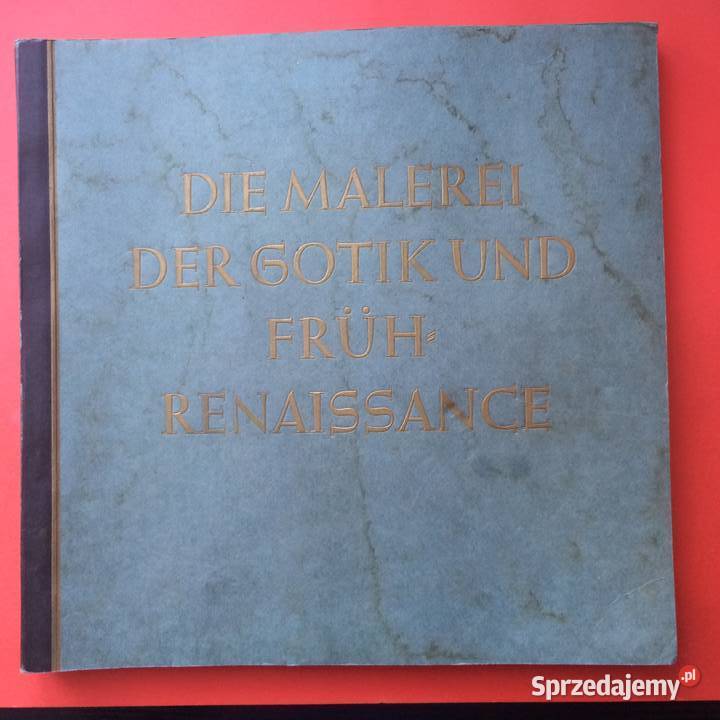 DIE MALEREI
DER GOTIK UND
FRÜH=
RENAISSANCE
Sprzedajemy.pl